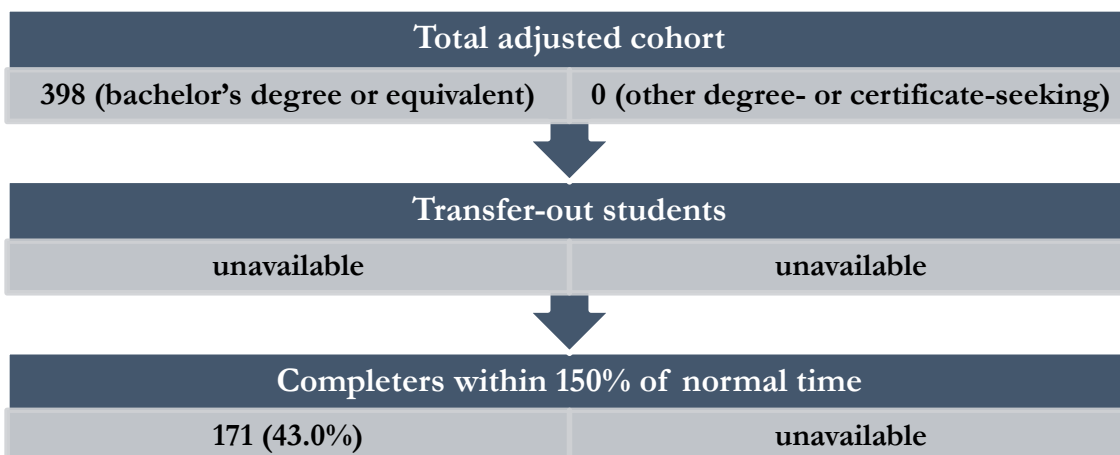 Total adjusted cohort
398 (bachelor's degree or equivalent)
0 (other degree- or certificate-seeking)
Transfer-out students
unavailable
unavailable
Completers within 150% of normal time
171 (43.0%)
unavailable